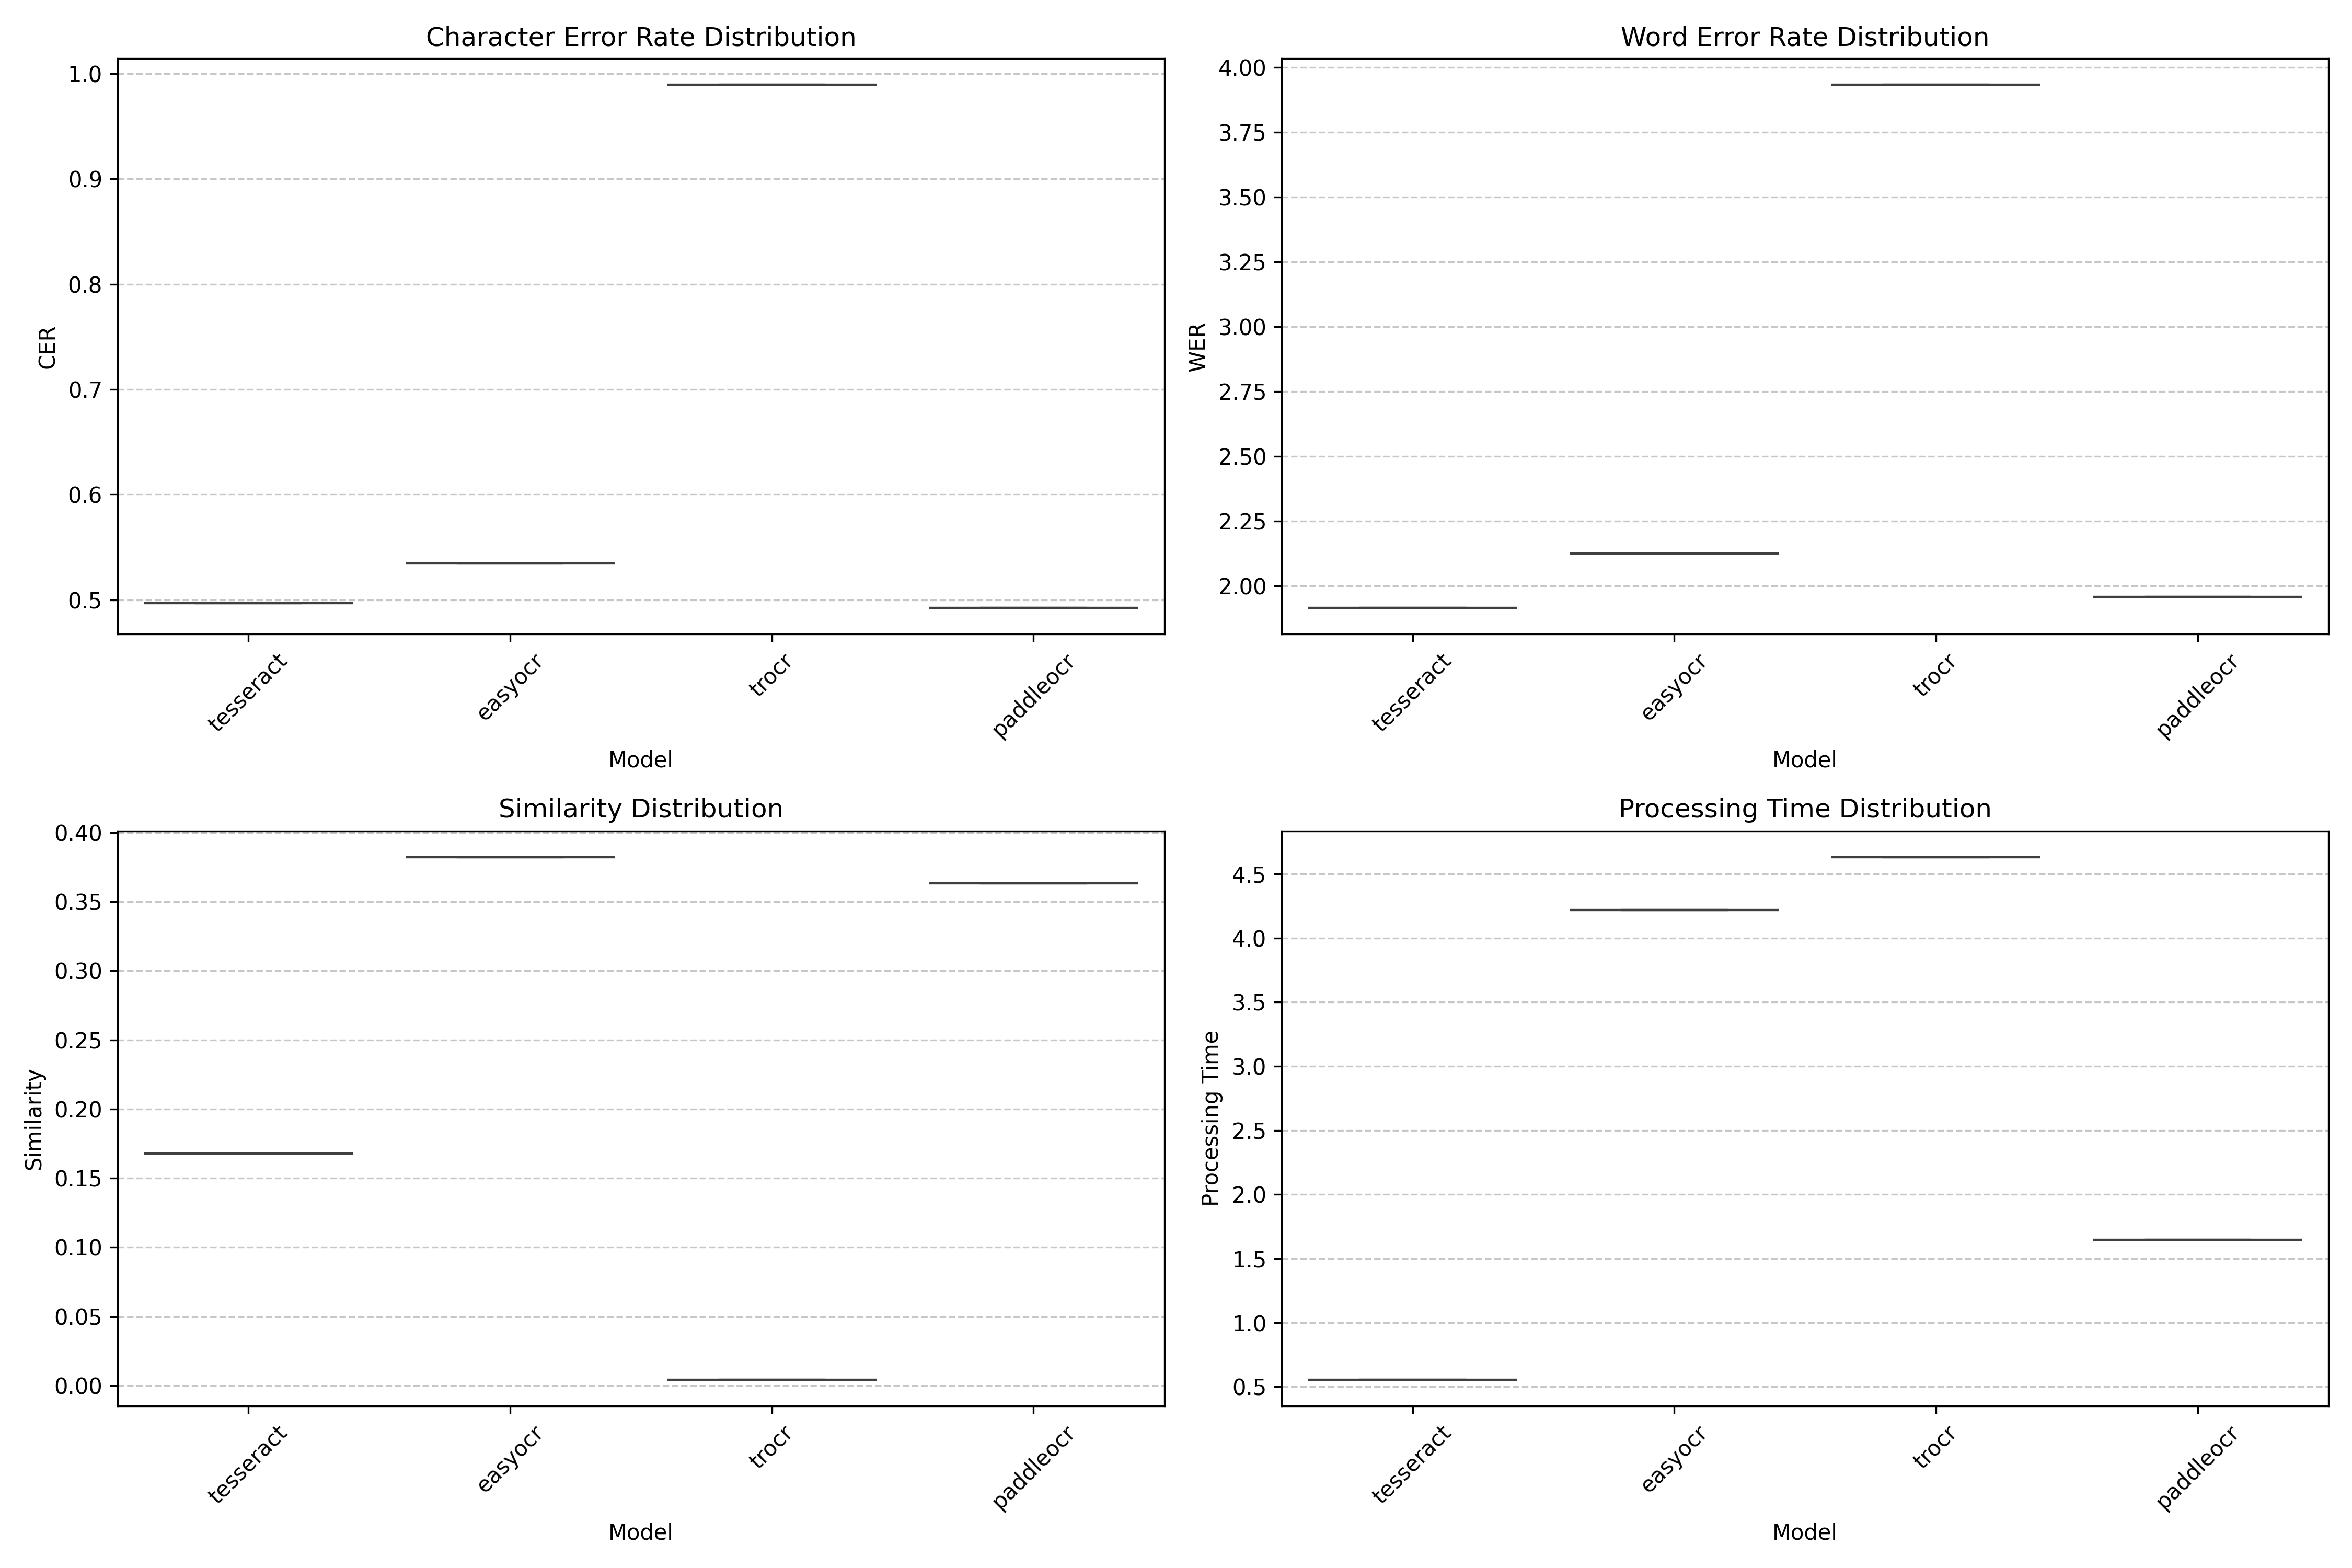 Character Error Rate Distribution
1.0
0.9
0.8
0.7
0.6
0.5
CER
tesseract
easyocr
trocr
paddleocr
Model
Word Error Rate Distribution
4.00
3.75
3.50
3.25
3.00
2.75
2.50
2.25
2.00
WER
tesseract
easyocr
trocr
paddleocr
Model
Similarity Distribution
0.40
0.35
0.30
0.25
0.20
0.15
0.10
0.05
0.00
Similarity
tesseract
easyocr
trocr
paddleocr
Model
Processing Time Distribution
4.5
4.0
3.5
3.0
2.5
2.0
1.5
1.0
0.5
Processing Time
tesseract
easyocr
trocr
paddleocr
Model